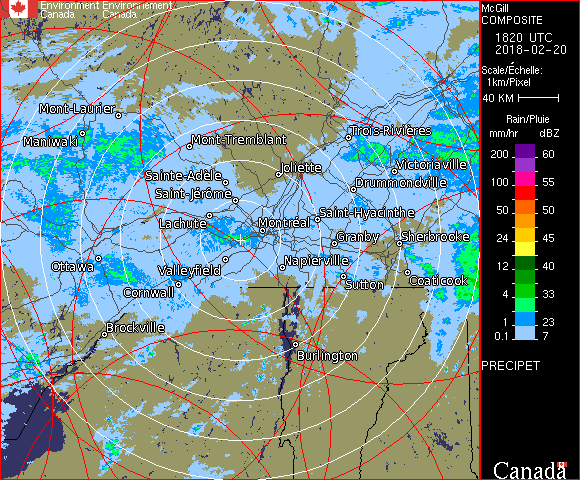 Environment Environnement
Canada Canada
McGill
COMPOSITE
1820 UTC
2018-02-20
Scale/Échelle:
1km/Pixel
40 KM
Rain/Pluie
mm/hr dBZ
200 60
100 55
50 50
24 45
12 40
4 33
1 23
0.1 7
PRECIPET
Canada
Mont-Laurier
Maniwaki
Mont-Tremblant
Trois-Rivières
Joliette
Victoriaville
Sainte-Adèle
Drummondville
Saint-Jérôme
Lachute
Montréal
Saint-Hyacinthe
Granby
Sherbrooke
Ottawa
Valleyfield
Napierville
Cornwall
Sutton
Coaticook
Brockville
Burlington